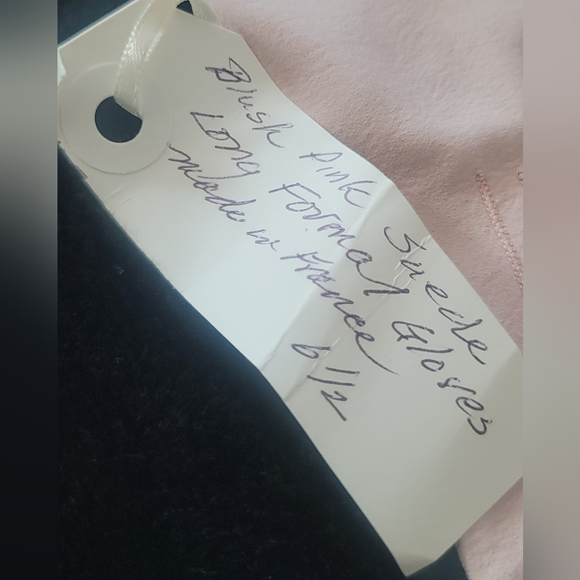 Blush Pink Suede
Long Formal Gloves
made in France
6 1/2